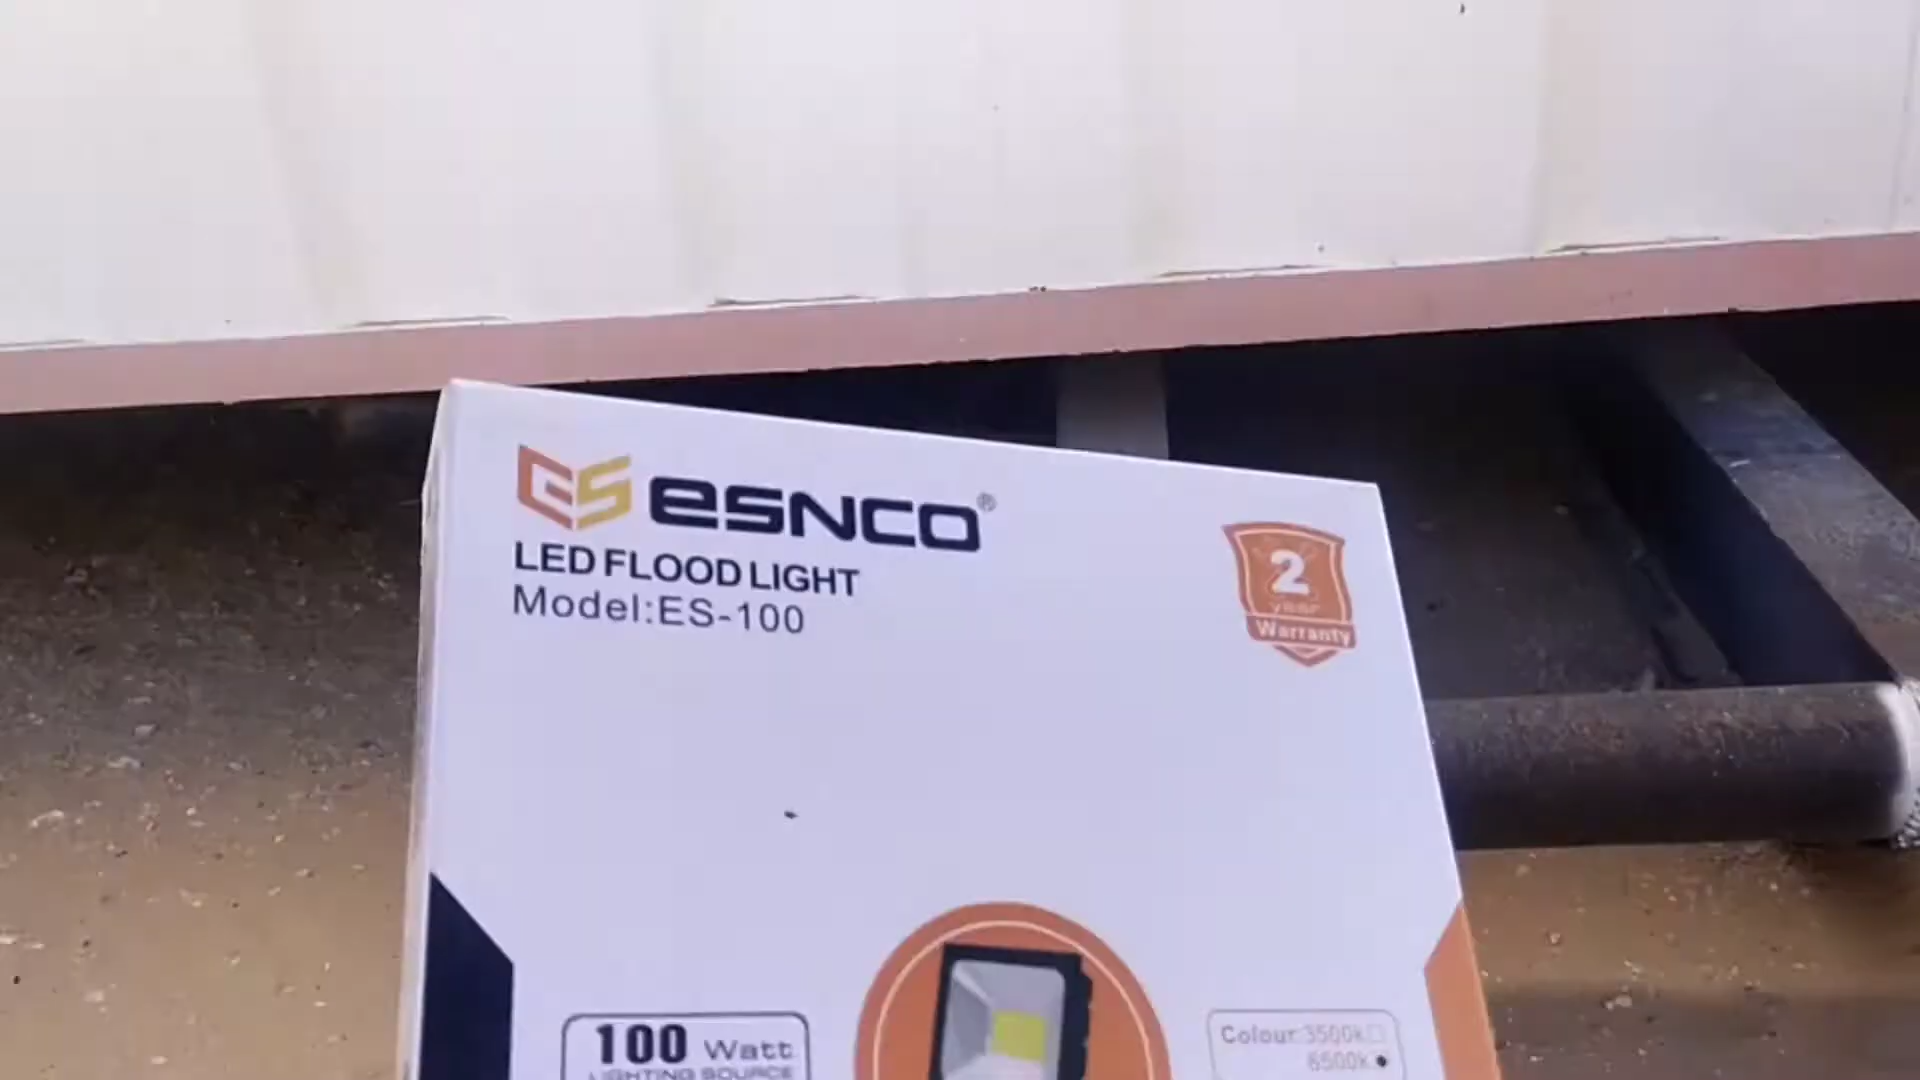 ES esnco®
LED FLOOD LIGHT
Model:ES-100
2
year
Warranty
100 Watt
LIGHTING SOURCE
Colour:3500k
6500k